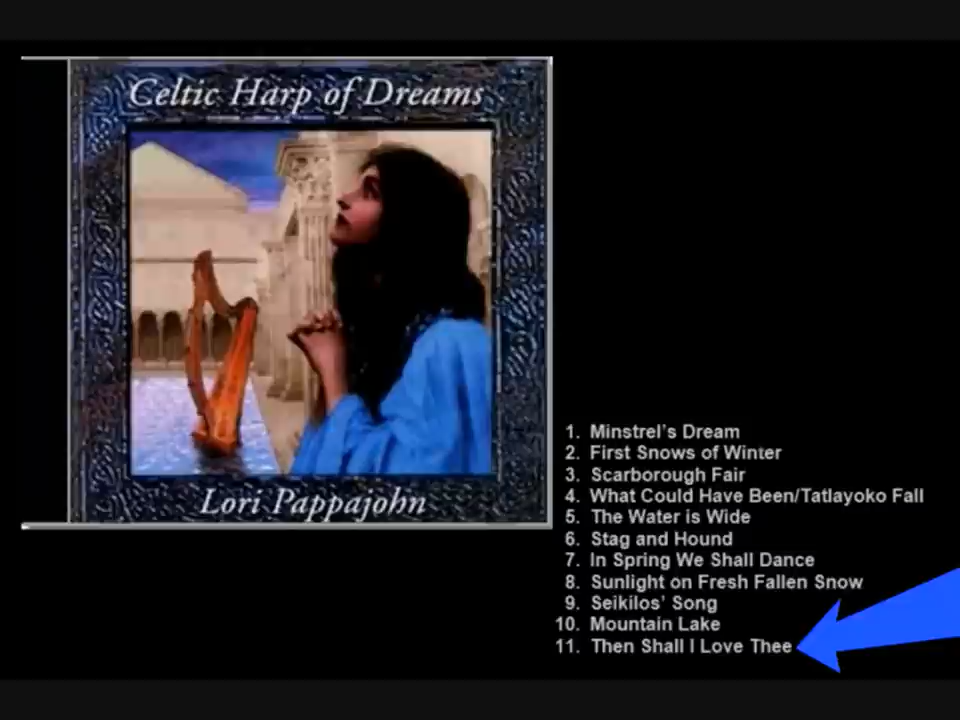 Celtic Harp of Dreams
Lori Pappajohn
1. Minstrel's Dream
2. First Snows of Winter
3. Scarborough Fair
4. What Could Have Been/Tatlayoko Fall
5. The Water is Wide
6. Stag and Hound
7. In Spring We Shall Dance
8. Sunlight on Fresh Fallen Snow
9. Seikilos' Song
10. Mountain Lake
11. Then Shall I Love Thee